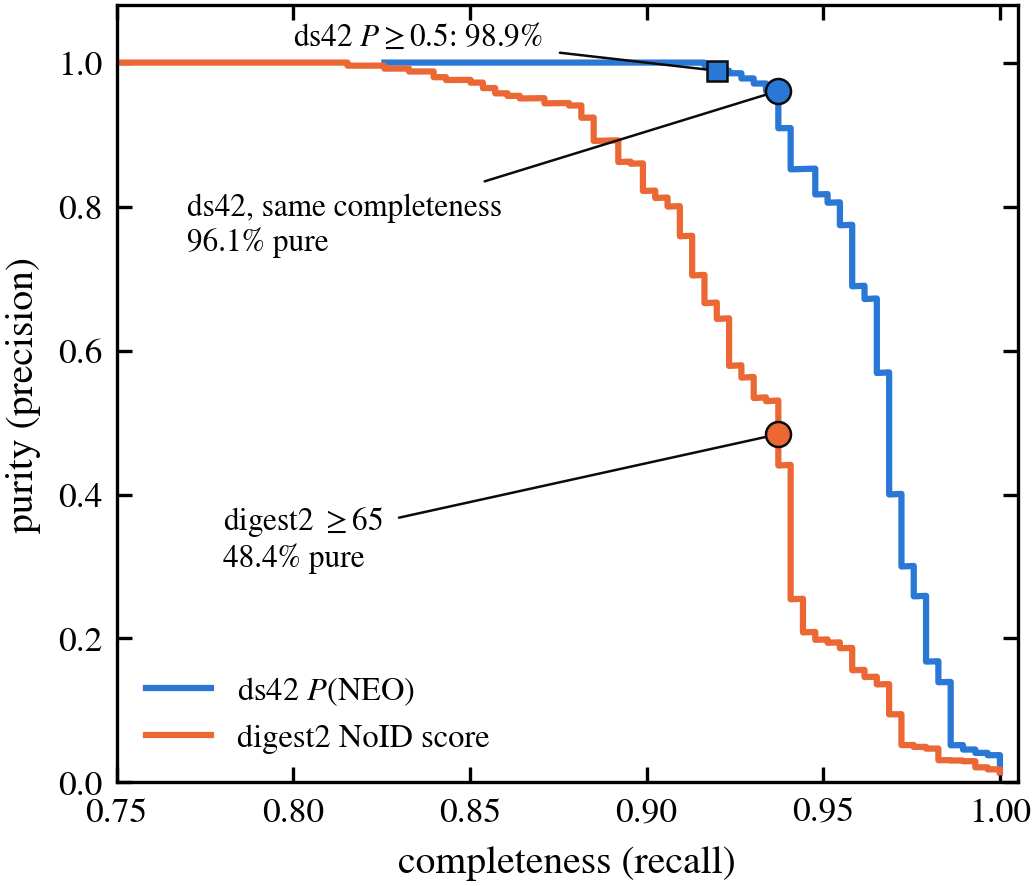 ds42 P ≥ 0.5: 98.9%
1.0
0.8
0.6
0.4
0.2
0.0
purity (precision)
ds42, same completeness
96.1% pure
digest2 ≥65
48.4% pure
ds42 P(NEO)
digest2 NoID score
0.75
0.80
0.85
0.90
0.95
1.00
completeness (recall)